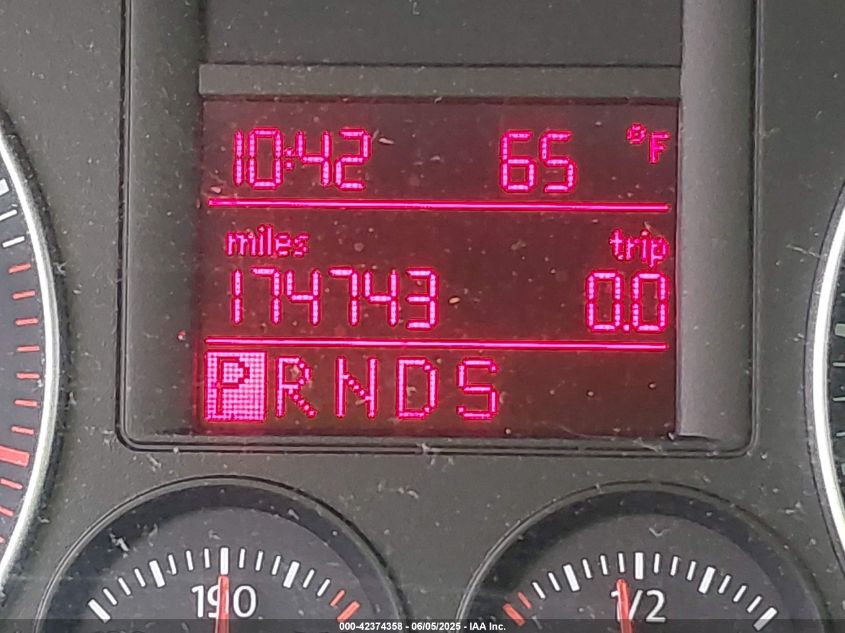 10:42 65 °F
miles trip
174743 0.0
P R N D S
190 1/2
000-42374358 - 06/05/2025 - IAA Inc.